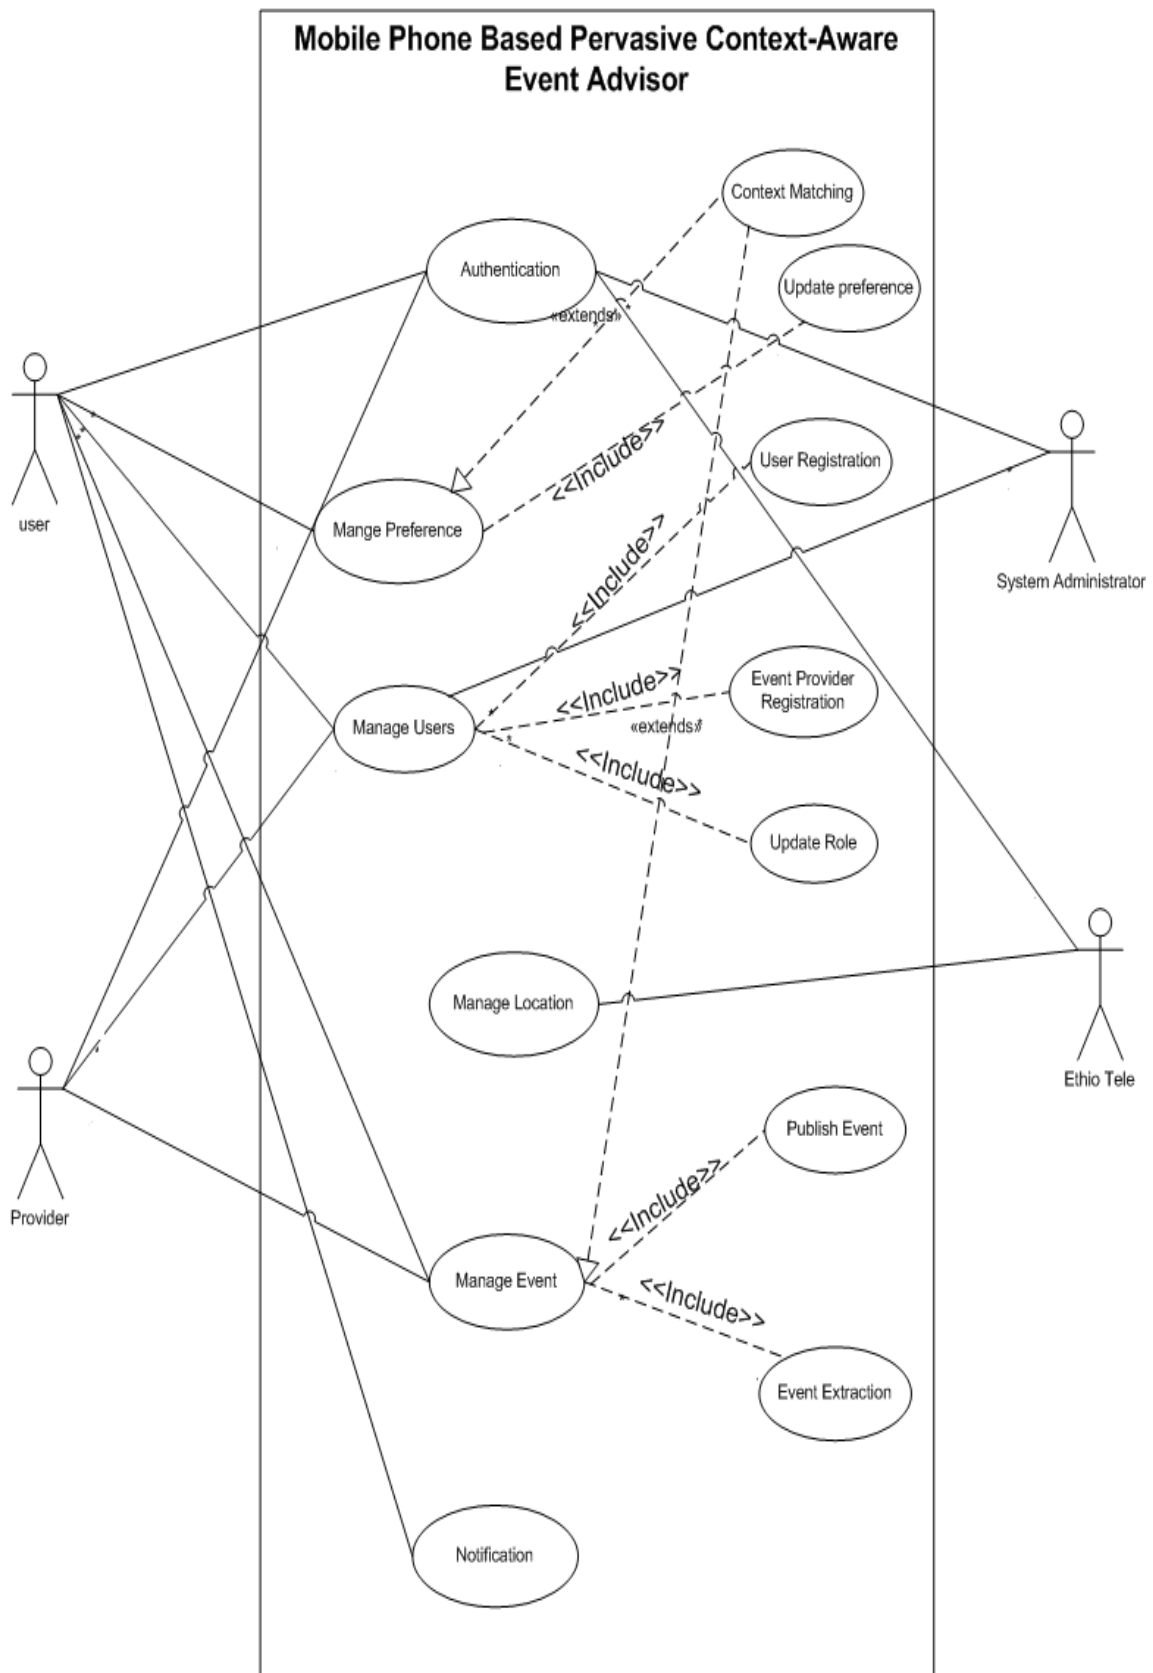 Mobile Phone Based Pervasive Context-Aware
Event Advisor
Context Matching
Authentication
Update preference
«extends»
<<Include>>
User Registration
user
Mange Preference
<<Include>>
System Administrator
Event Provider
Registration
<<Include>>
Manage Users
«extends»
<<Include>>
Update Role
Manage Location
Ethio Tele
Publish Event
<<Include>>
Provider
Manage Event
<<Include>>
Event Extraction
Notification